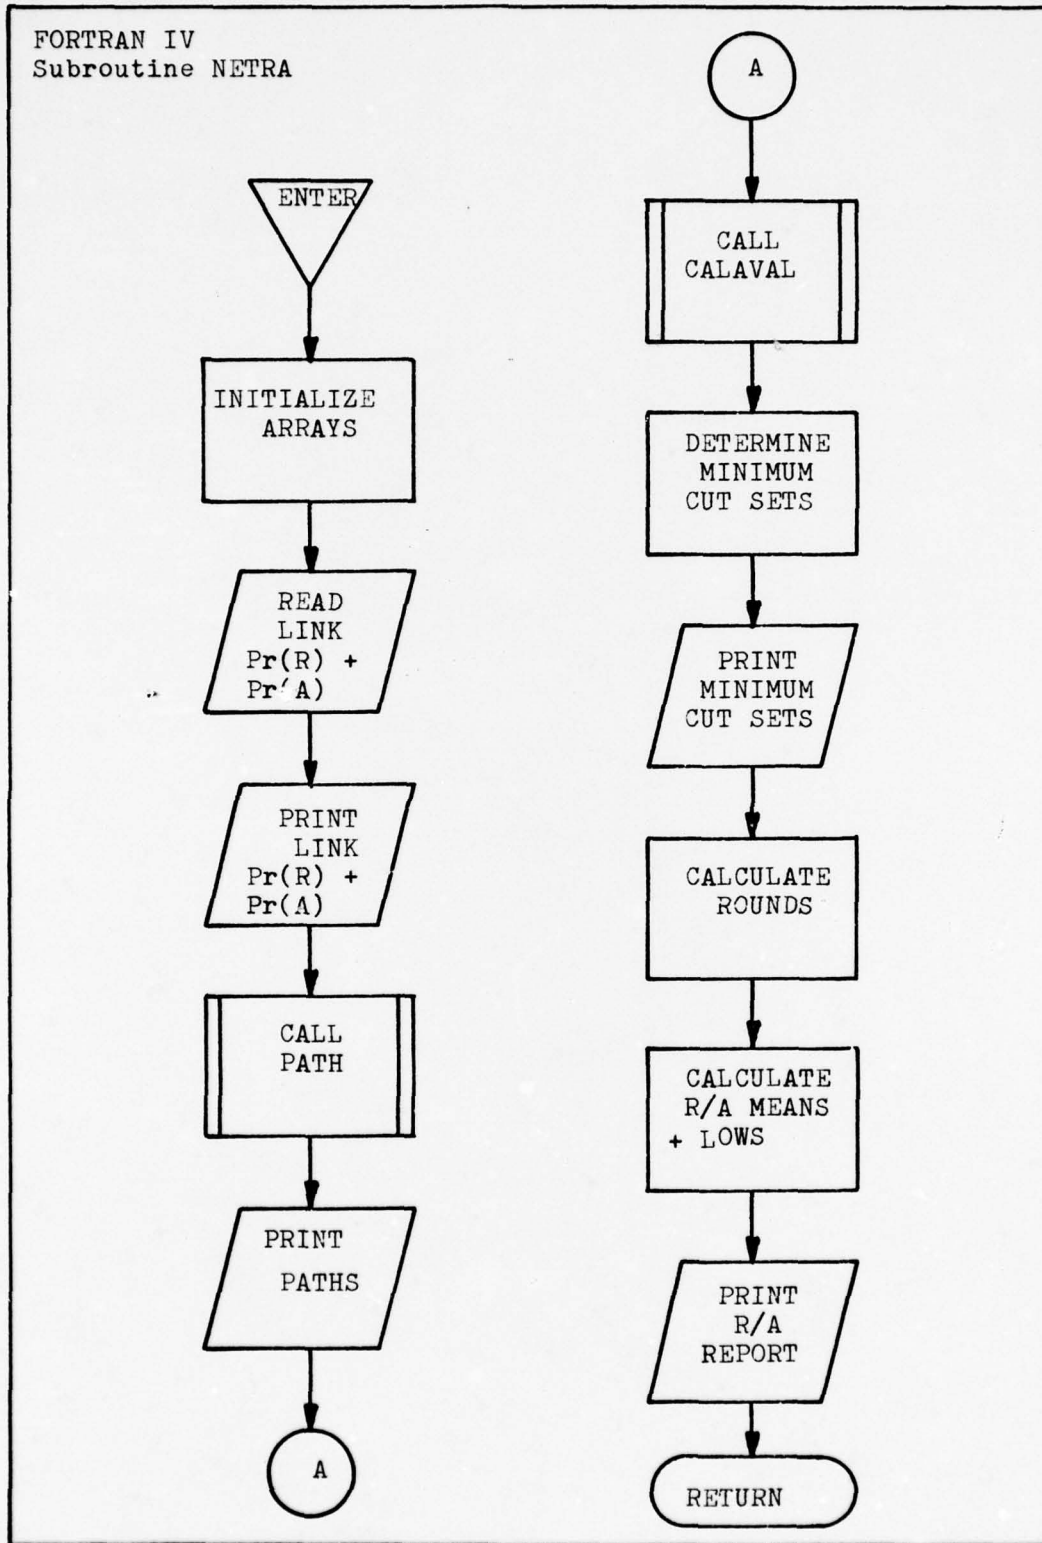 FORTRAN IV
Subroutine NETRA
ENTER
INITIALIZE
ARRAYS
READ
LINK
Pr(R) +
Pr(A)
PRINT
LINK
Pr(R) +
Pr(A)
CALL
PATH
PRINT
PATHS
A
A
CALL
CALAVAL
DETERMINE
MINIMUM
CUT SETS
PRINT
MINIMUM
CUT SETS
CALCULATE
ROUNDS
CALCULATE
R/A MEANS
+ LOWS
PRINT
R/A
REPORT
RETURN